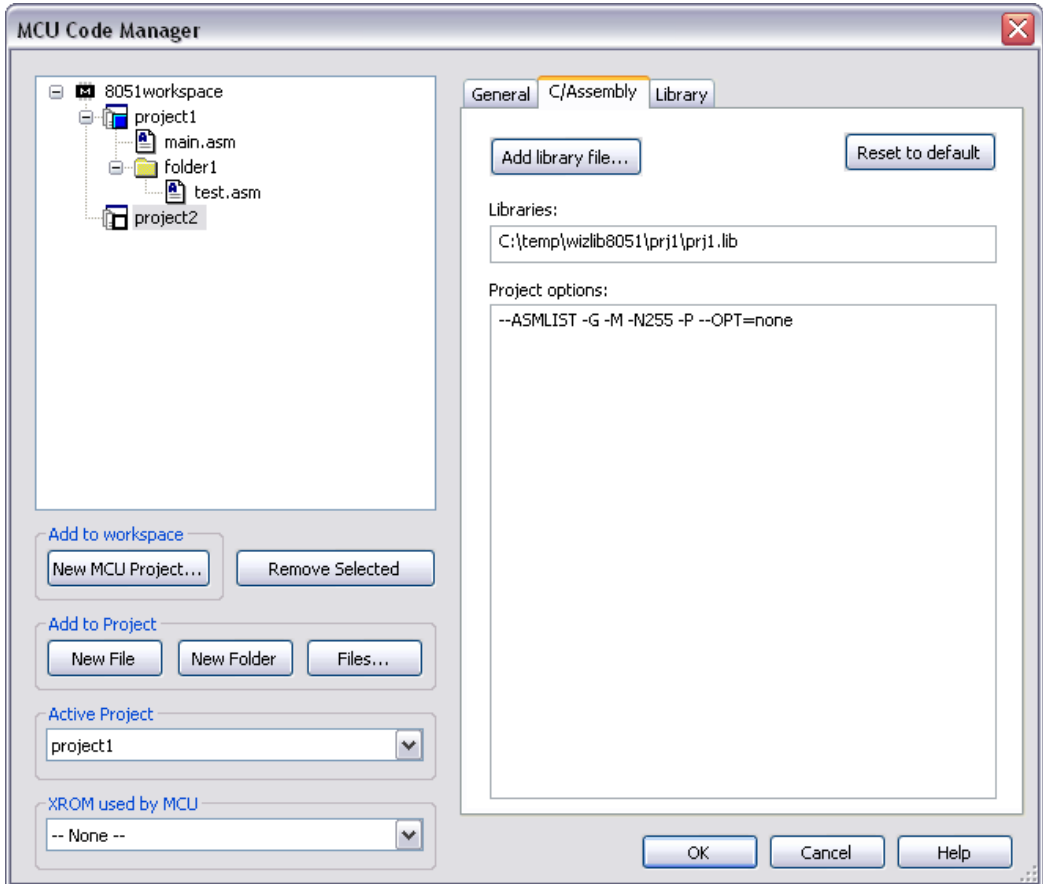 MCU Code Manager
8051workspace
project1
main.asm
folder1
test.asm
project2
Add to workspace
New MCU Project...
Remove Selected
Add to Project
New File
New Folder
Files...
Active Project
project1
XROM used by MCU
-- None --
General
C/Assembly
Library
Add library file...
Reset to default
Libraries:
C:\temp\wizlib8051\prj1\prj1.lib
Project options:
--ASMLIST -G -M -N255 -P --OPT=none
OK
Cancel
Help